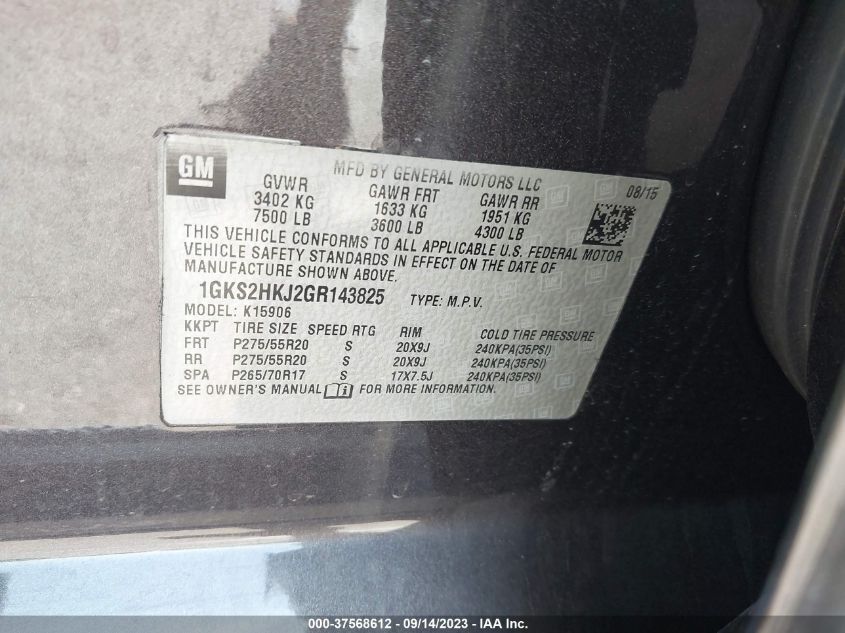 GM
MFD BY GENERAL MOTORS LLC
08/15
GVWR GAWR FRT GAWR RR
3402 KG 1633 KG 1951 KG
7500 LB 3600 LB 4300 LB
THIS VEHICLE CONFORMS TO ALL APPLICABLE U.S. FEDERAL MOTOR
VEHICLE SAFETY STANDARDS IN EFFECT ON THE DATE OF
MANUFACTURE SHOWN ABOVE.
1GKS2HKJ2GR143825 TYPE: M.P.V.
MODEL: K15906
KKPT TIRE SIZE SPEED RTG RIM COLD TIRE PRESSURE
FRT P275/55R20 S 20X9J 240KPA(35PSI)
RR P275/55R20 S 20X9J 240KPA(35PSI)
SPA P265/70R17 S 17X7.5J 240KPA(35PSI)
SEE OWNER'S MANUAL i FOR MORE INFORMATION.
000-37568612 - 09/14/2023 - IAA Inc.